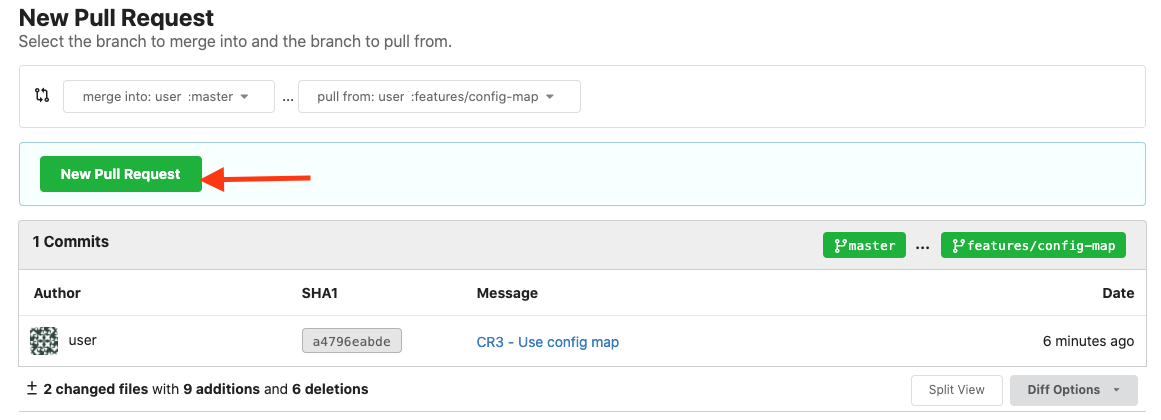 New Pull Request
Select the branch to merge into and the branch to pull from.
merge into: user :master ... pull from: user :features/config-map
New Pull Request
1 Commits master ... features/config-map
Author SHA1 Message Date
user a4796eabde CR3 - Use config map 6 minutes ago
± 2 changed files with 9 additions and 6 deletions Split View Diff Options